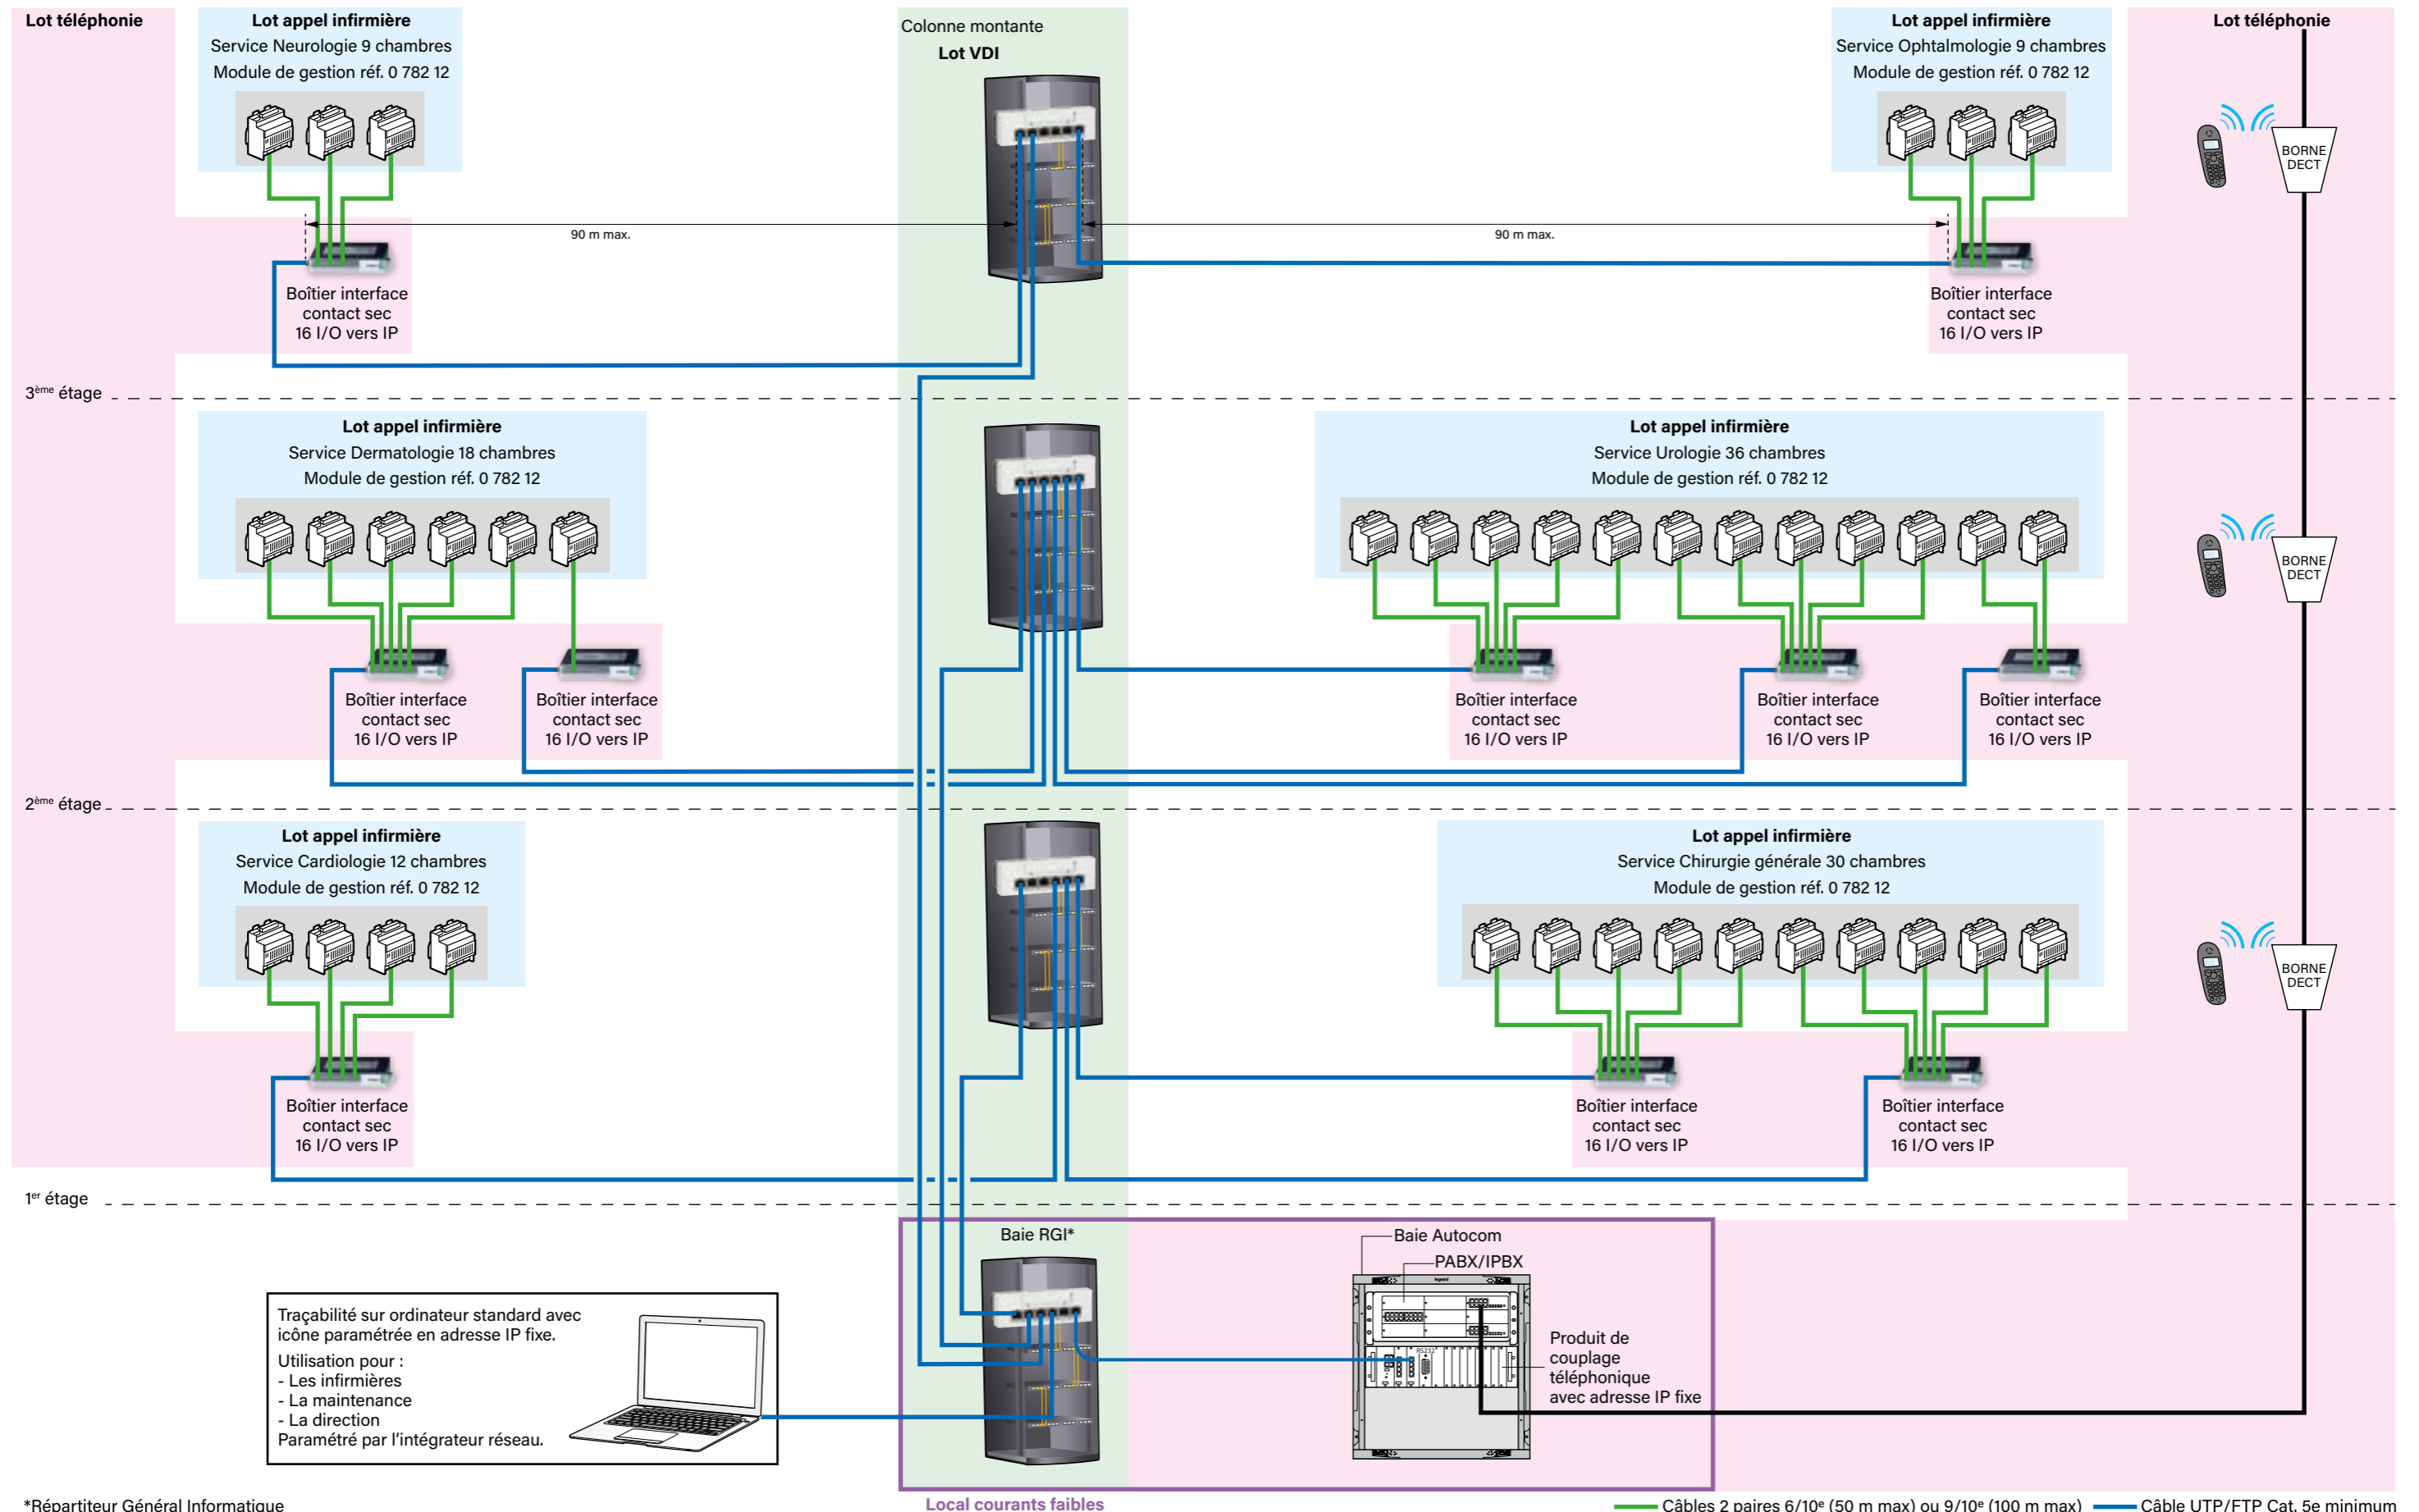 Lot téléphonie
Lot appel infirmière
Service Neurologie 9 chambres
Module de gestion réf. 0 782 12
Colonne montante
Lot VDI
Lot appel infirmière
Service Ophtalmologie 9 chambres
Module de gestion réf. 0 782 12
Lot téléphonie
BORNE
DECT
90 m max.
90 m max.
Boîtier interface
contact sec
16 I/O vers IP
Boîtier interface
contact sec
16 I/O vers IP
3ème étage
Lot appel infirmière
Service Dermatologie 18 chambres
Module de gestion réf. 0 782 12
Lot appel infirmière
Service Urologie 36 chambres
Module de gestion réf. 0 782 12
BORNE
DECT
Boîtier interface
contact sec
16 I/O vers IP
Boîtier interface
contact sec
16 I/O vers IP
Boîtier interface
contact sec
16 I/O vers IP
Boîtier interface
contact sec
16 I/O vers IP
Boîtier interface
contact sec
16 I/O vers IP
2ème étage
Lot appel infirmière
Service Cardiologie 12 chambres
Module de gestion réf. 0 782 12
Lot appel infirmière
Service Chirurgie générale 30 chambres
Module de gestion réf. 0 782 12
BORNE
DECT
Boîtier interface
contact sec
16 I/O vers IP
Boîtier interface
contact sec
16 I/O vers IP
Boîtier interface
contact sec
16 I/O vers IP
1er étage
Baie RGI*
Baie Autocom
PABX/IPBX
legrand
RS232
Produit de
couplage
téléphonique
avec adresse IP fixe
Traçabilité sur ordinateur standard avec
icône paramétrée en adresse IP fixe.
Utilisation pour :
- Les infirmières
- La maintenance
- La direction
Paramétré par l'intégrateur réseau.
*Répartiteur Général Informatique
Local courants faibles
Câbles 2 paires 6/10e (50 m max) ou 9/10e (100 m max)
Câble UTP/FTP Cat. 5e minimum